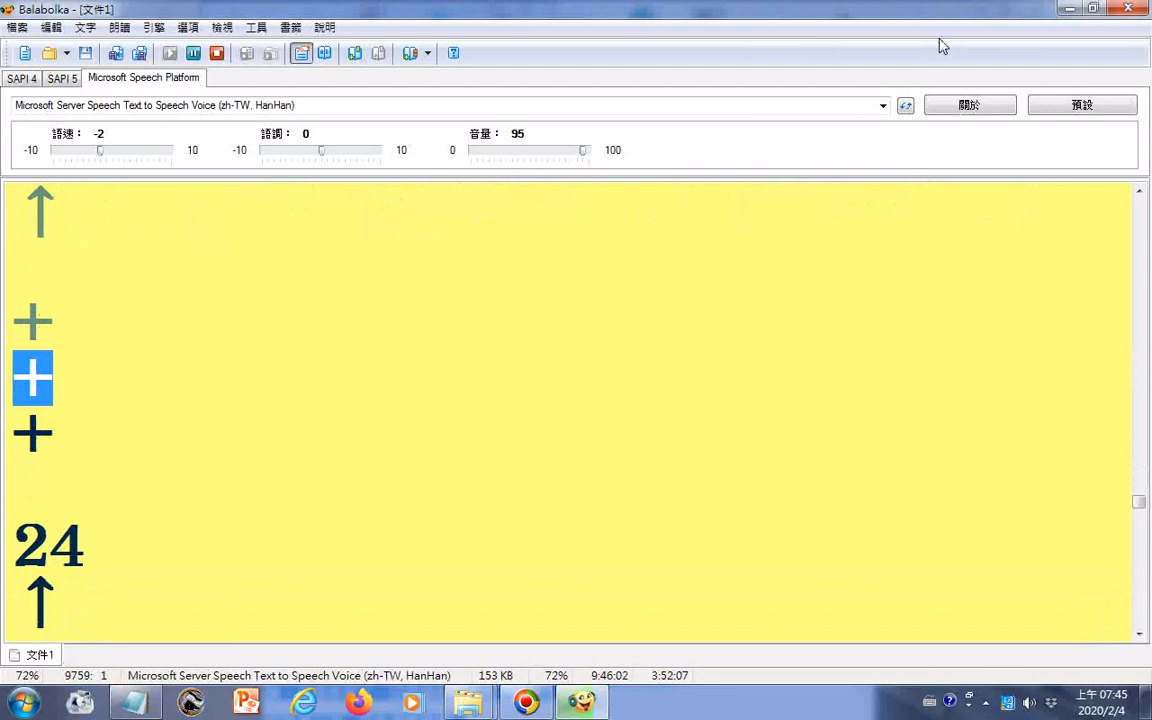 Balabolka - [文件1]
檔案 編輯 文字 朗讀 引擎 選項 檢視 工具 書籤 說明
SAPI 4 SAPI 5 Microsoft Speech Platform
Microsoft Server Speech Text to Speech Voice (zh-TW, HanHan) 關於 預設
語速： -2 語調： 0 音量： 95
-10 10 -10 10 0 100
↑
+
+
+
24
↑
文件1
72% 9759: 1 Microsoft Server Speech Text to Speech Voice (zh-TW, HanHan) 153 KB 72% 9:46:02 3:52:07
上午 07:45
2020/2/4